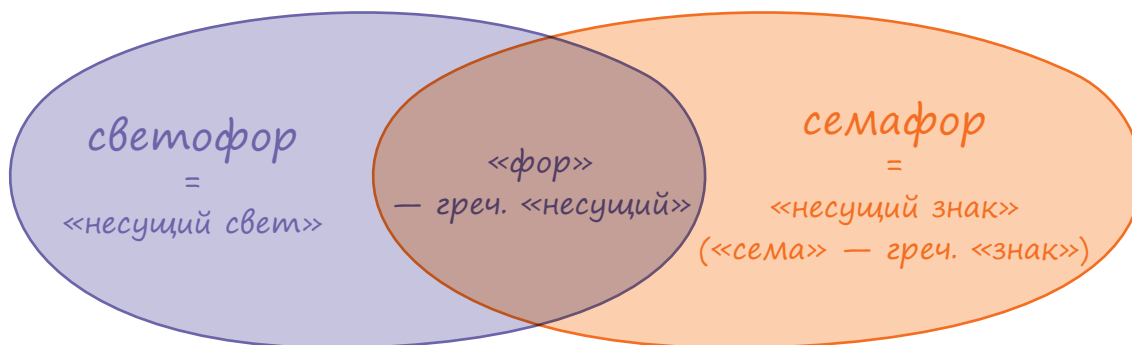 светофор
=
«несущий свет»
«фор»
— греч. «несущий»
семафор
=
«несущий знак»
(«сема» — греч. «знак»)